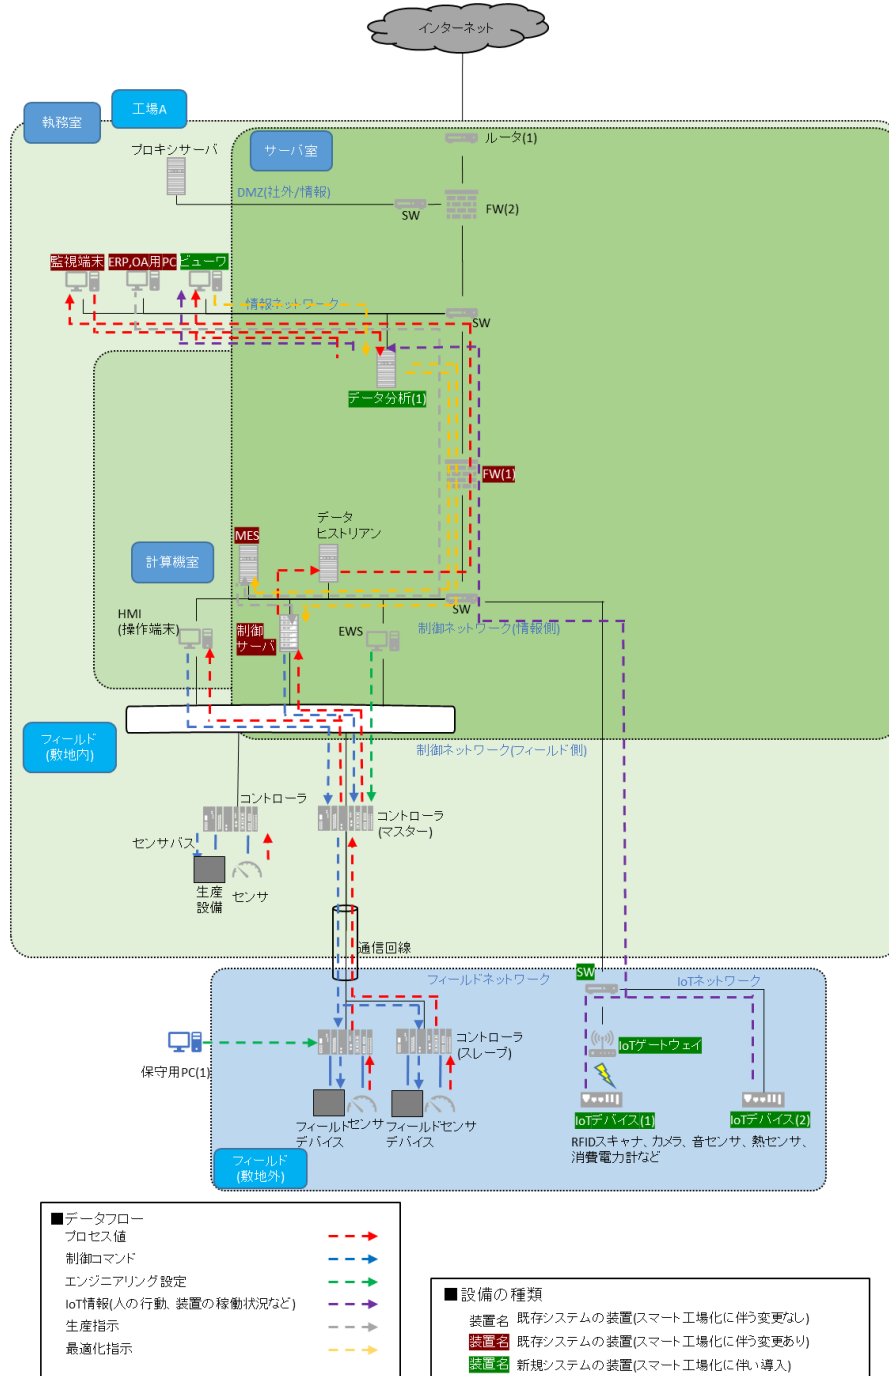 インターネット
工場A
執務室
サーバ室
ルータ(1)
プロキシサーバ
DMZ(社外/情報)
SW
FW(2)
監視端末
ERP,OA用PC
ビューワ
情報ネットワーク
SW
データ分析(1)
FW(1)
データ
ヒストリアン
MES
計算機室
SW
HMI
(操作端末)
制御
サーバ
EWS
制御ネットワーク(情報側)
フィールド
(敷地内)
制御ネットワーク(フィールド側)
コントローラ
コントローラ
(マスター)
センサバス
生産
設備
センサ
通信回線
フィールドネットワーク
SW
IoTネットワーク
コントローラ
(スレーブ)
IoTゲートウェイ
保守用PC(1)
フィールド
デバイス
センサ
フィールド
デバイス
センサ
IoTデバイス(1)
IoTデバイス(2)
RFIDスキャナ、カメラ、音センサ、熱センサ、
消費電力計など
フィールド
(敷地外)
■データフロー
プロセス値
制御コマンド
エンジニアリング設定
IoT情報(人の行動、装置の稼働状況など)
生産指示
最適化指示
■設備の種類
装置名 既存システムの装置(スマート工場化に伴う変更なし)
装置名 既存システムの装置(スマート工場化に伴う変更あり)
装置名 新規システムの装置(スマート工場化に伴い導入)